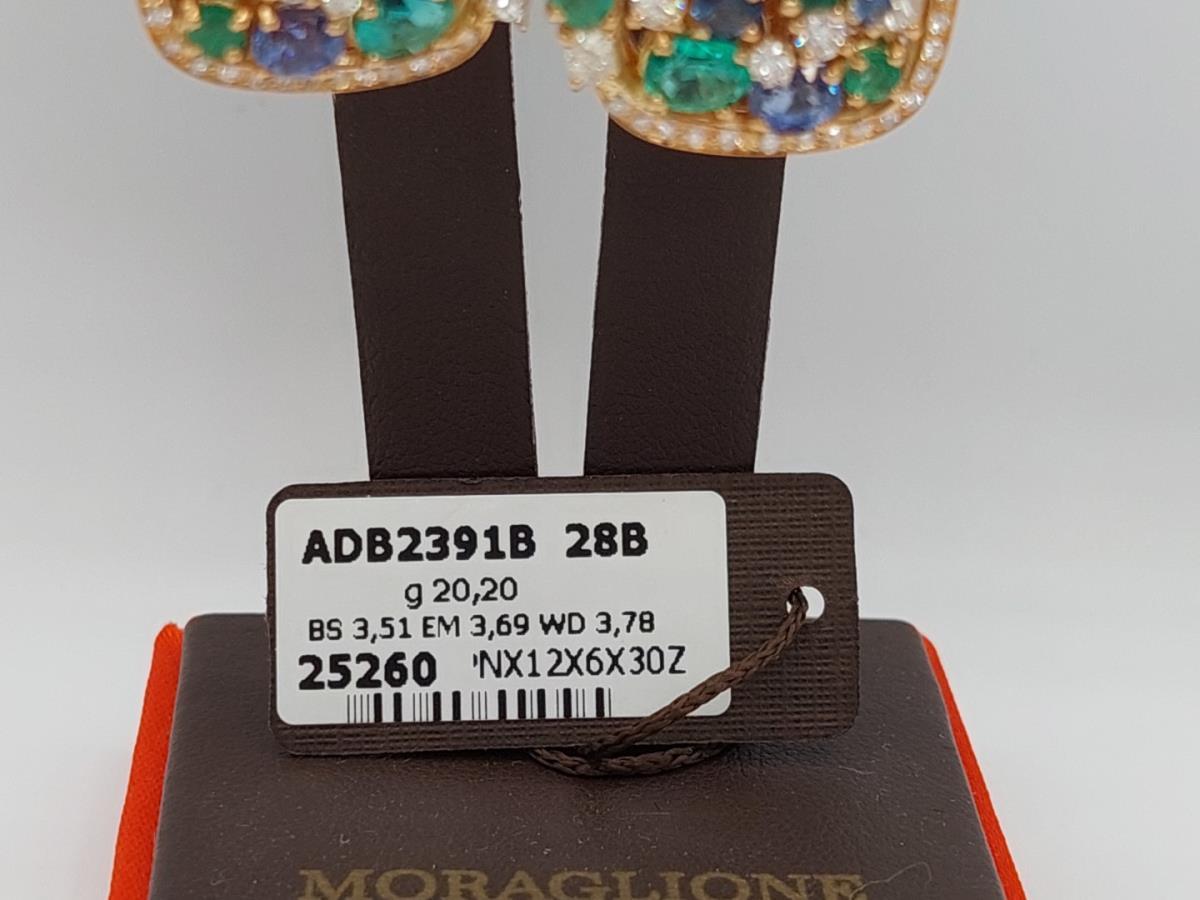 ADB2391B 28B
g 20,20
BS 3,51 EM 3,69 WD 3,78
25260 'NX12X6X30Z
MORAGLIONE